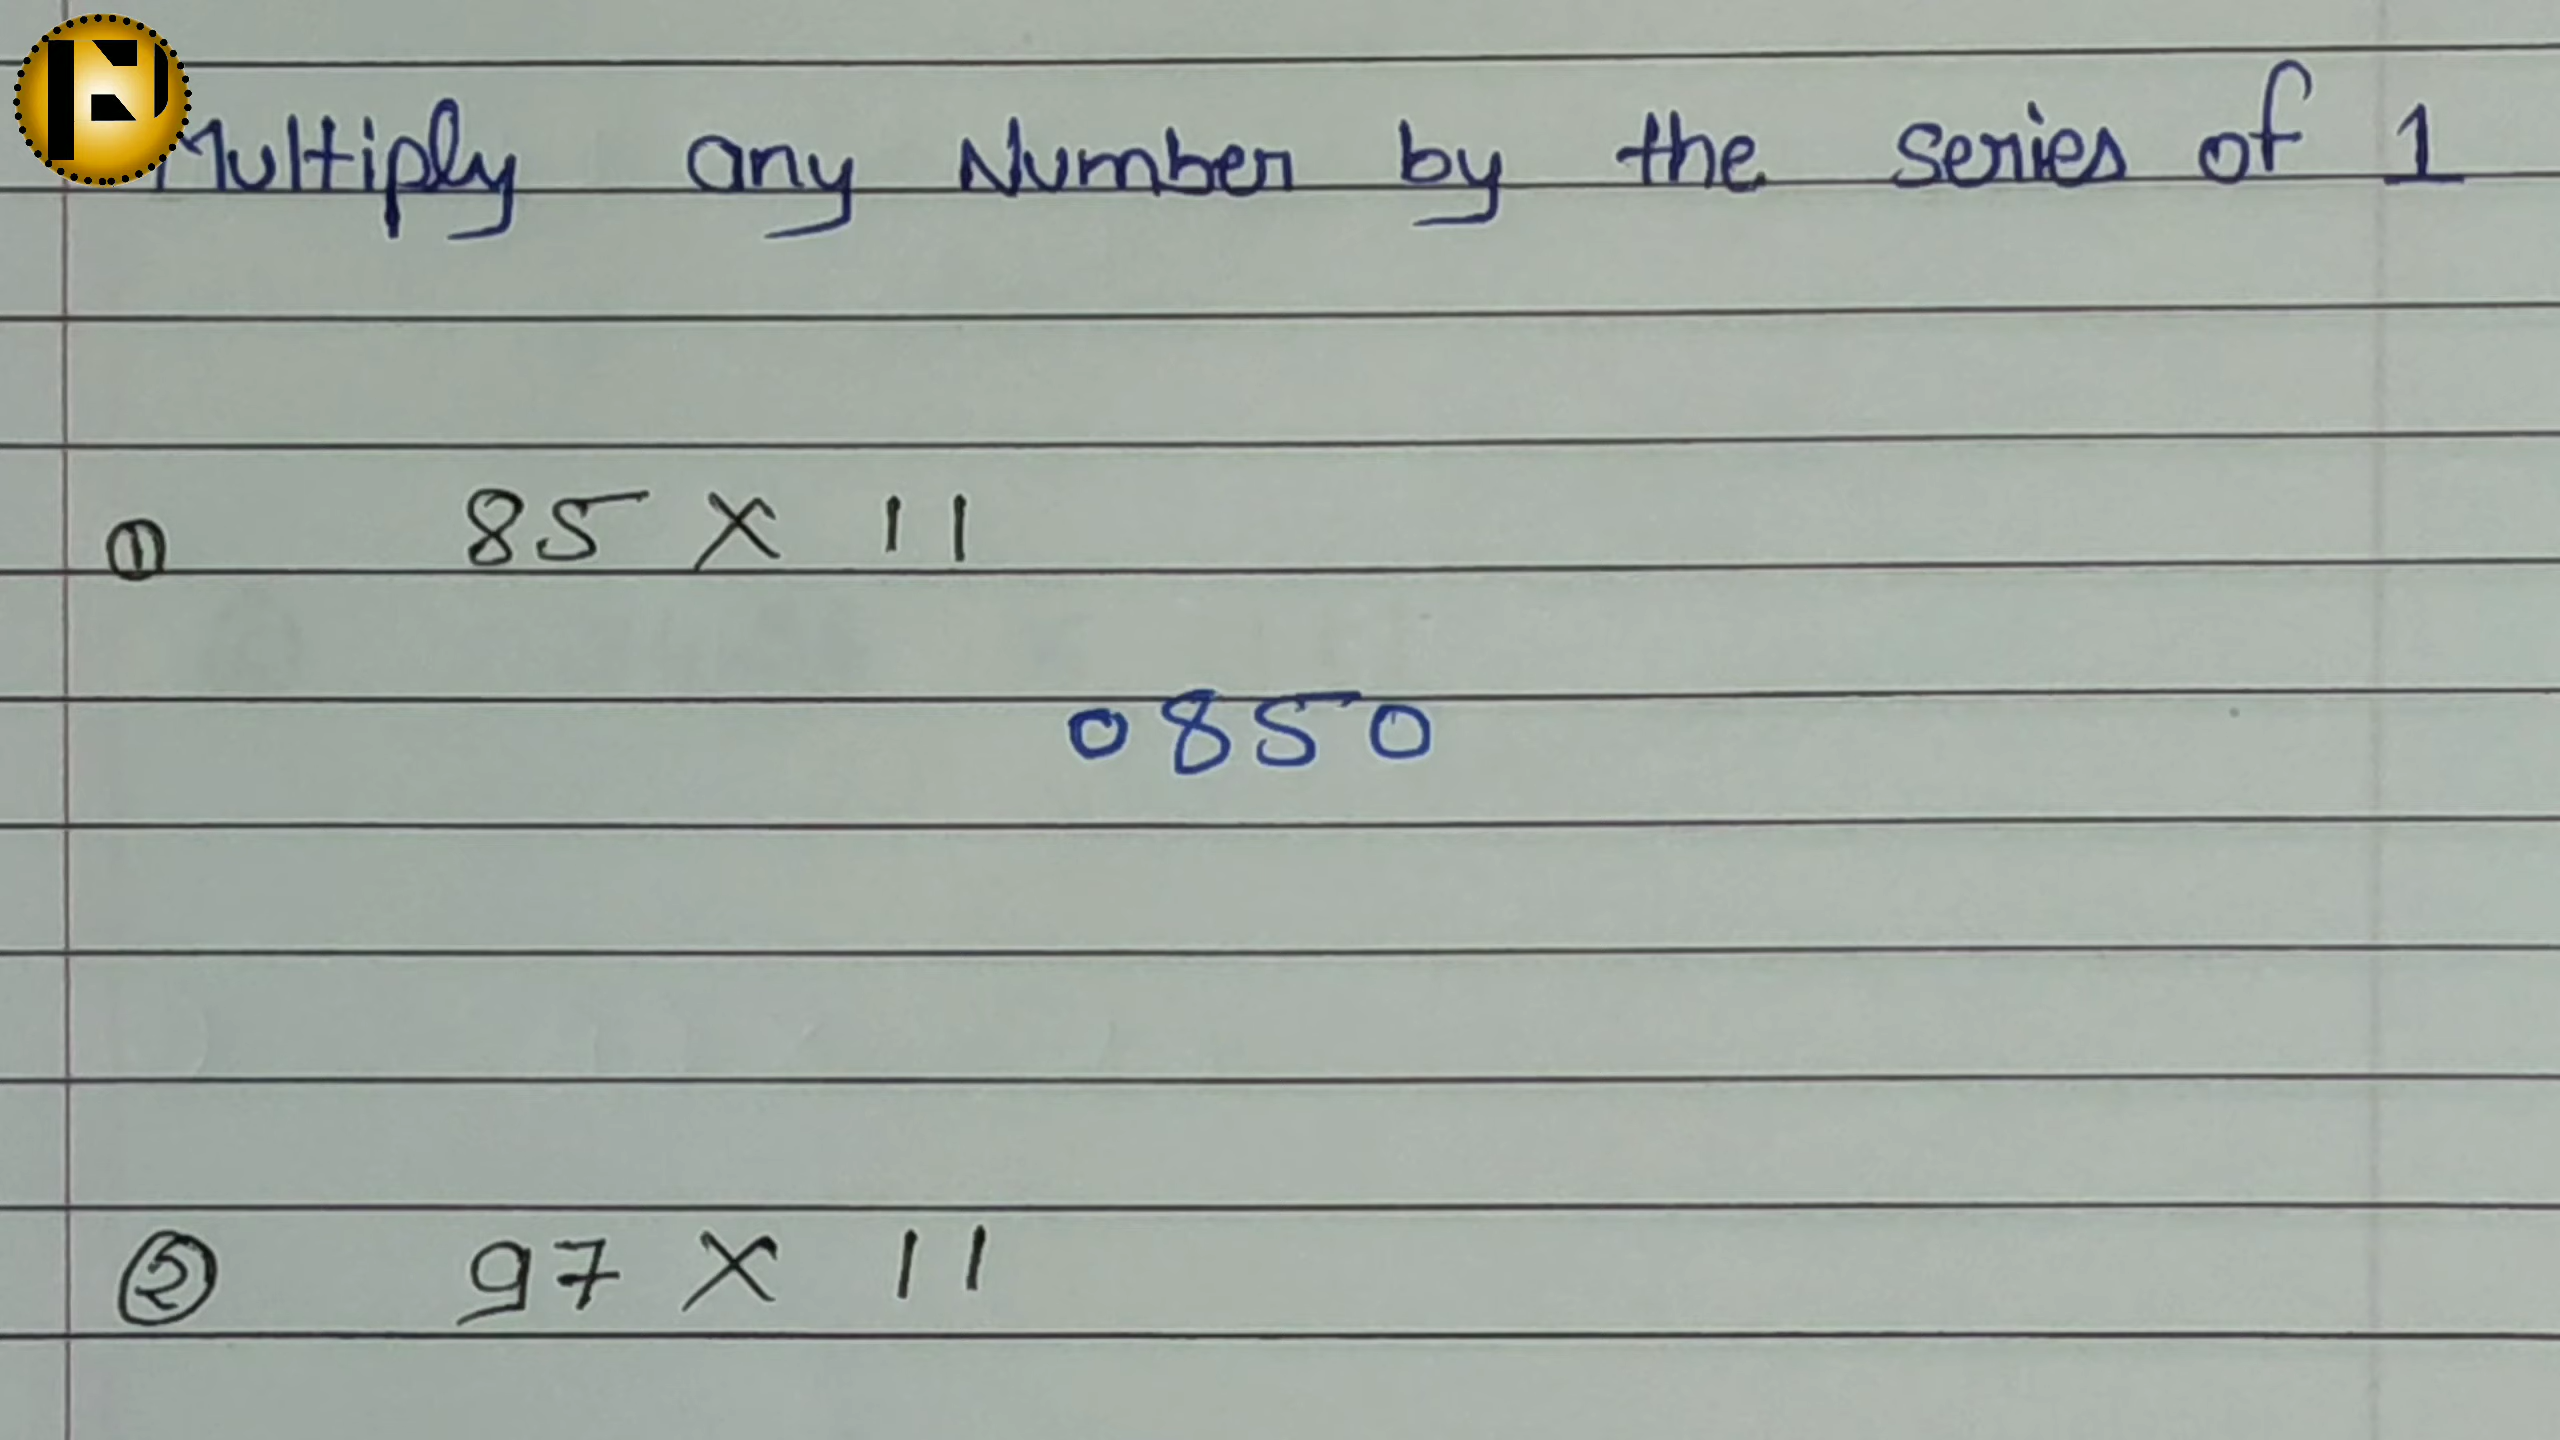 Multiply any Number by the series of 1
① 85 × 11
0850
② 97 × 11